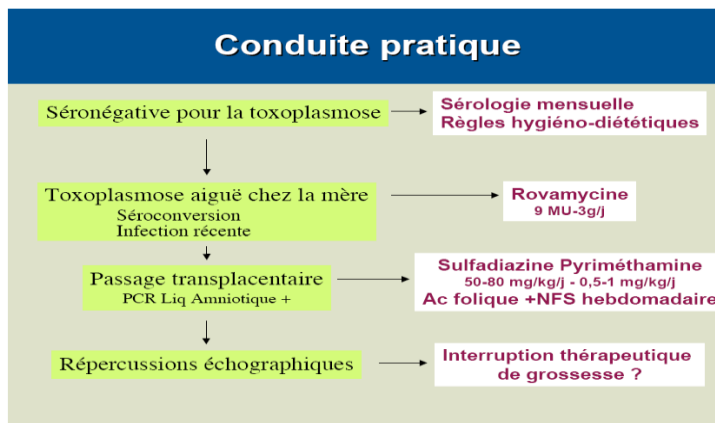 Conduite pratique
Séronégative pour la toxoplasmose
Sérologie mensuelle
Règles hygiéno-diététiques
Toxoplasmose aiguë chez la mère
Séroconversion
Infection récente
Rovamycine
9 MU-3g/j
Passage transplacentaire
PCR Liq Amniotique +
Sulfadiazine Pyriméthamine
50-80 mg/kg/j - 0,5-1 mg/kg/j
Ac folique +NFS hebdomadaire
Répercussions échographiques
Interruption thérapeutique
de grossesse ?